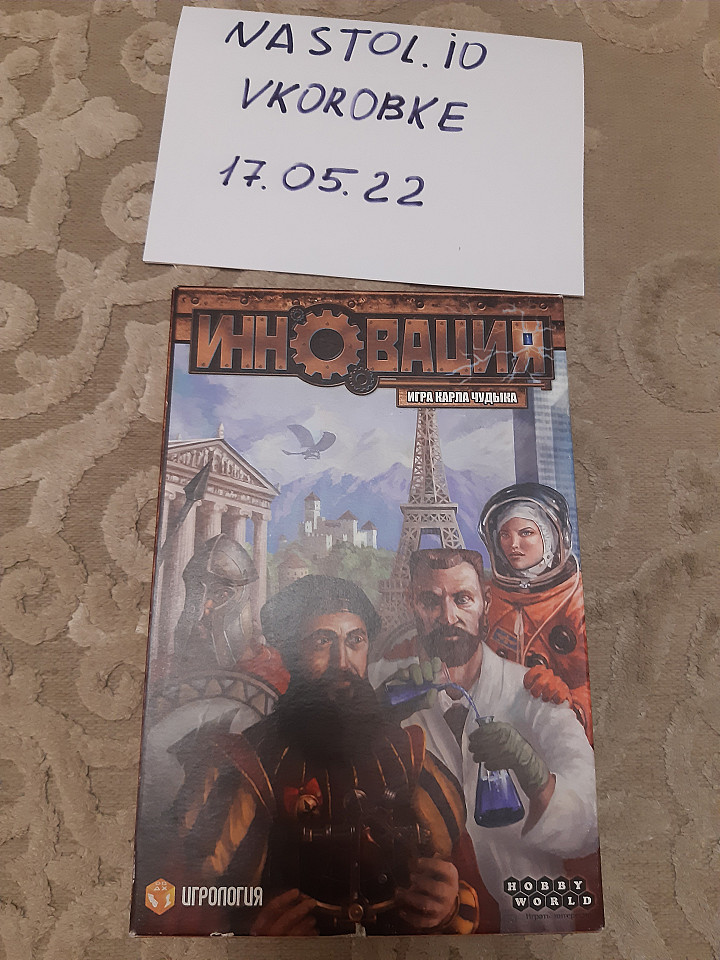 NASTOL.iO
VKOROBKE
17.05.22
ИННОВАЦИЯ
ИГРА КАРЛА ЧУДЫКА
ИГРОЛОГИЯ
HOBBY
WORLD